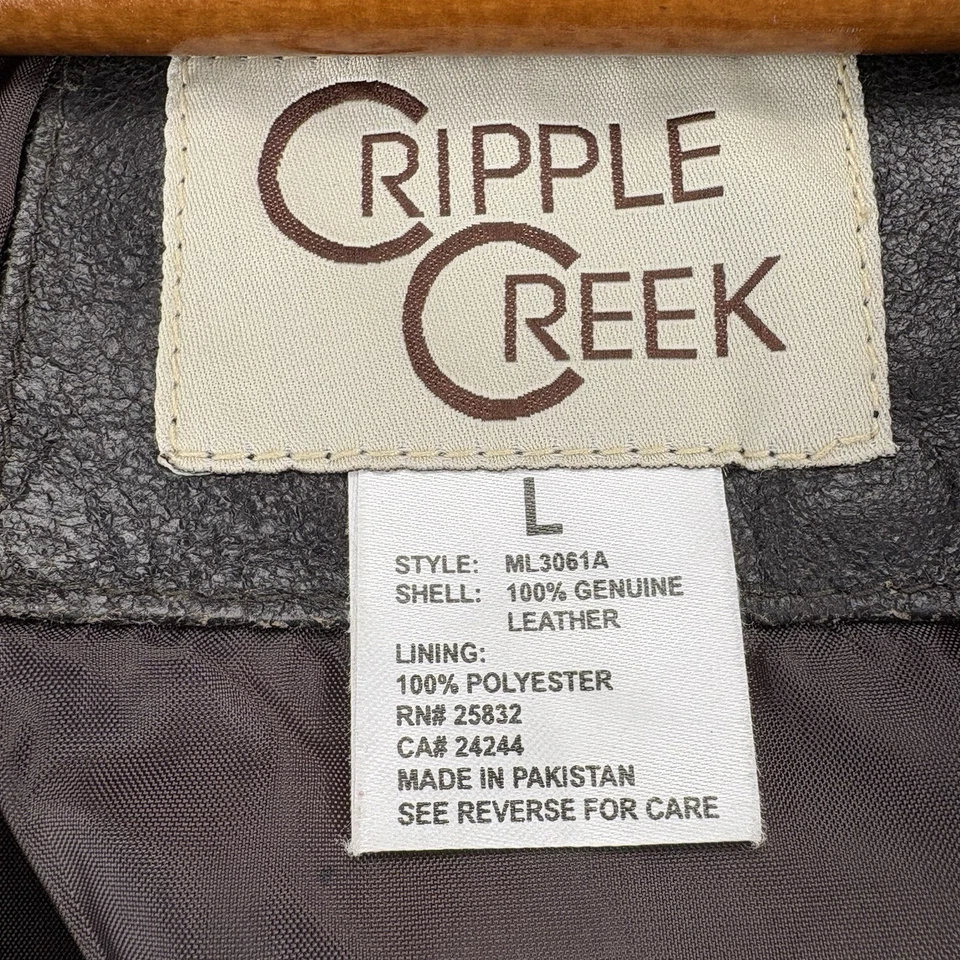 CRIPPLE
CREEK
L
STYLE: ML3061A
SHELL: 100% GENUINE
LEATHER
LINING:
100% POLYESTER
RN# 25832
CA# 24244
MADE IN PAKISTAN
SEE REVERSE FOR CARE